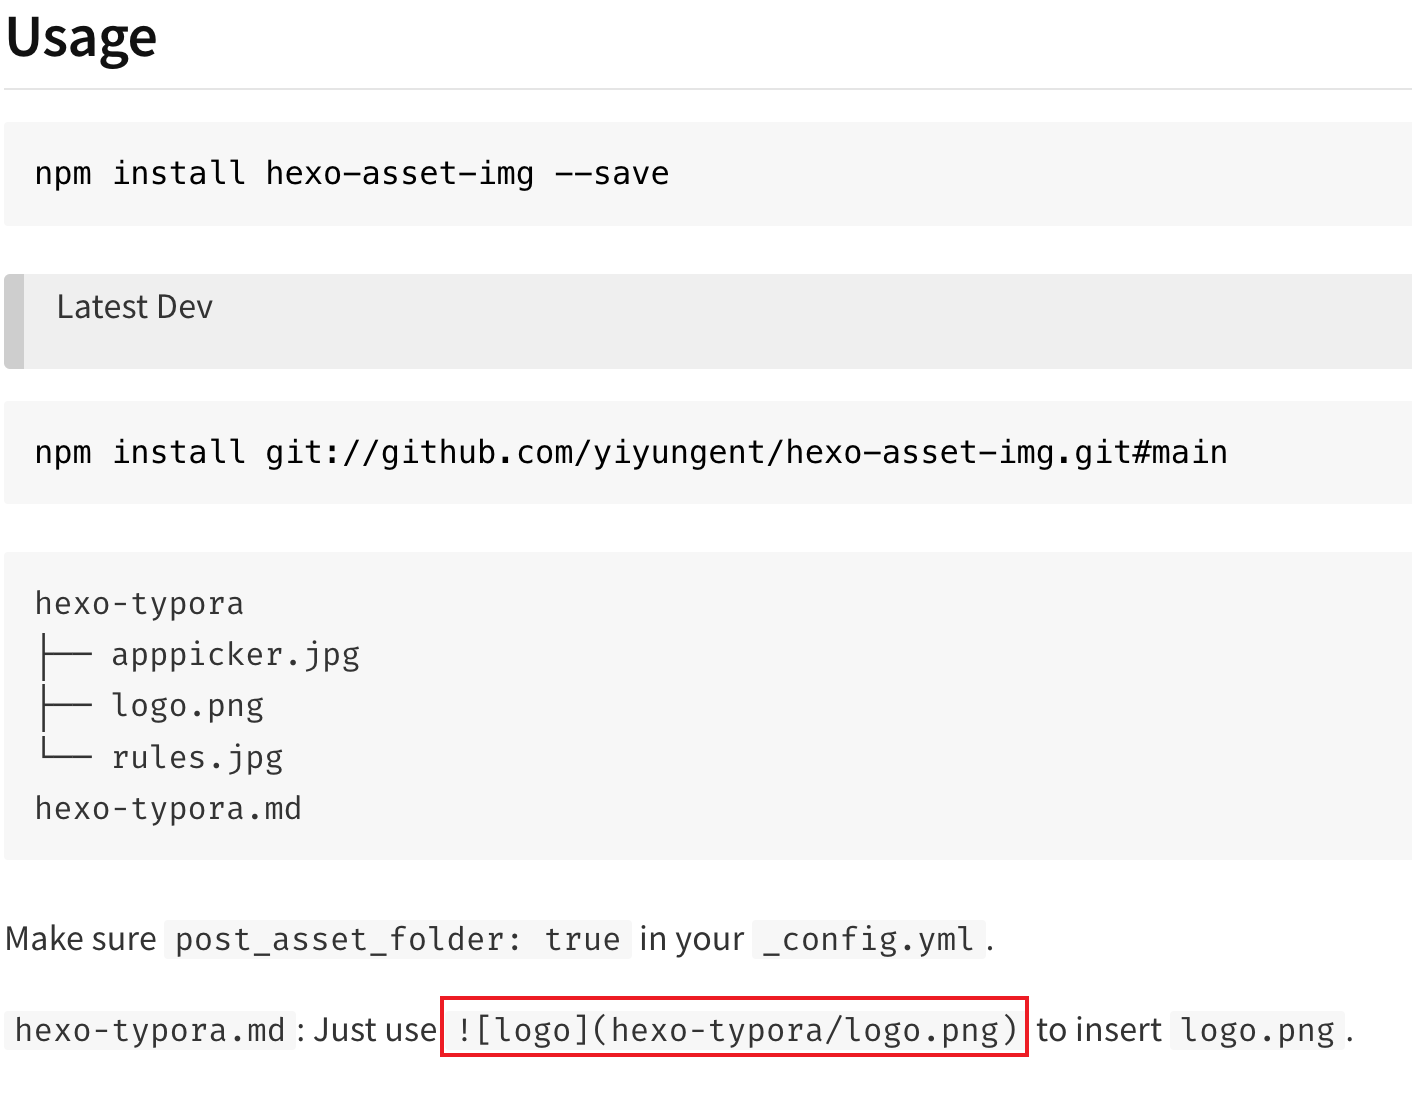 Usage
npm install hexo-asset-img --save
Latest Dev
npm install git://github.com/yiyungent/hexo-asset-img.git#main
hexo-typora
├── apppicker.jpg
├── logo.png
└── rules.jpg
hexo-typora.md
Make sure post_asset_folder: true in your _config.yml.
hexo-typora.md: Just use ![logo](hexo-typora/logo.png) to insert logo.png.